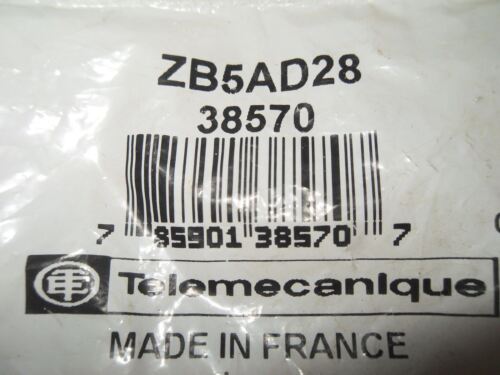 ZB5AD28
38570
7 85901 38570 7
Telemecanique
MADE IN FRANCE